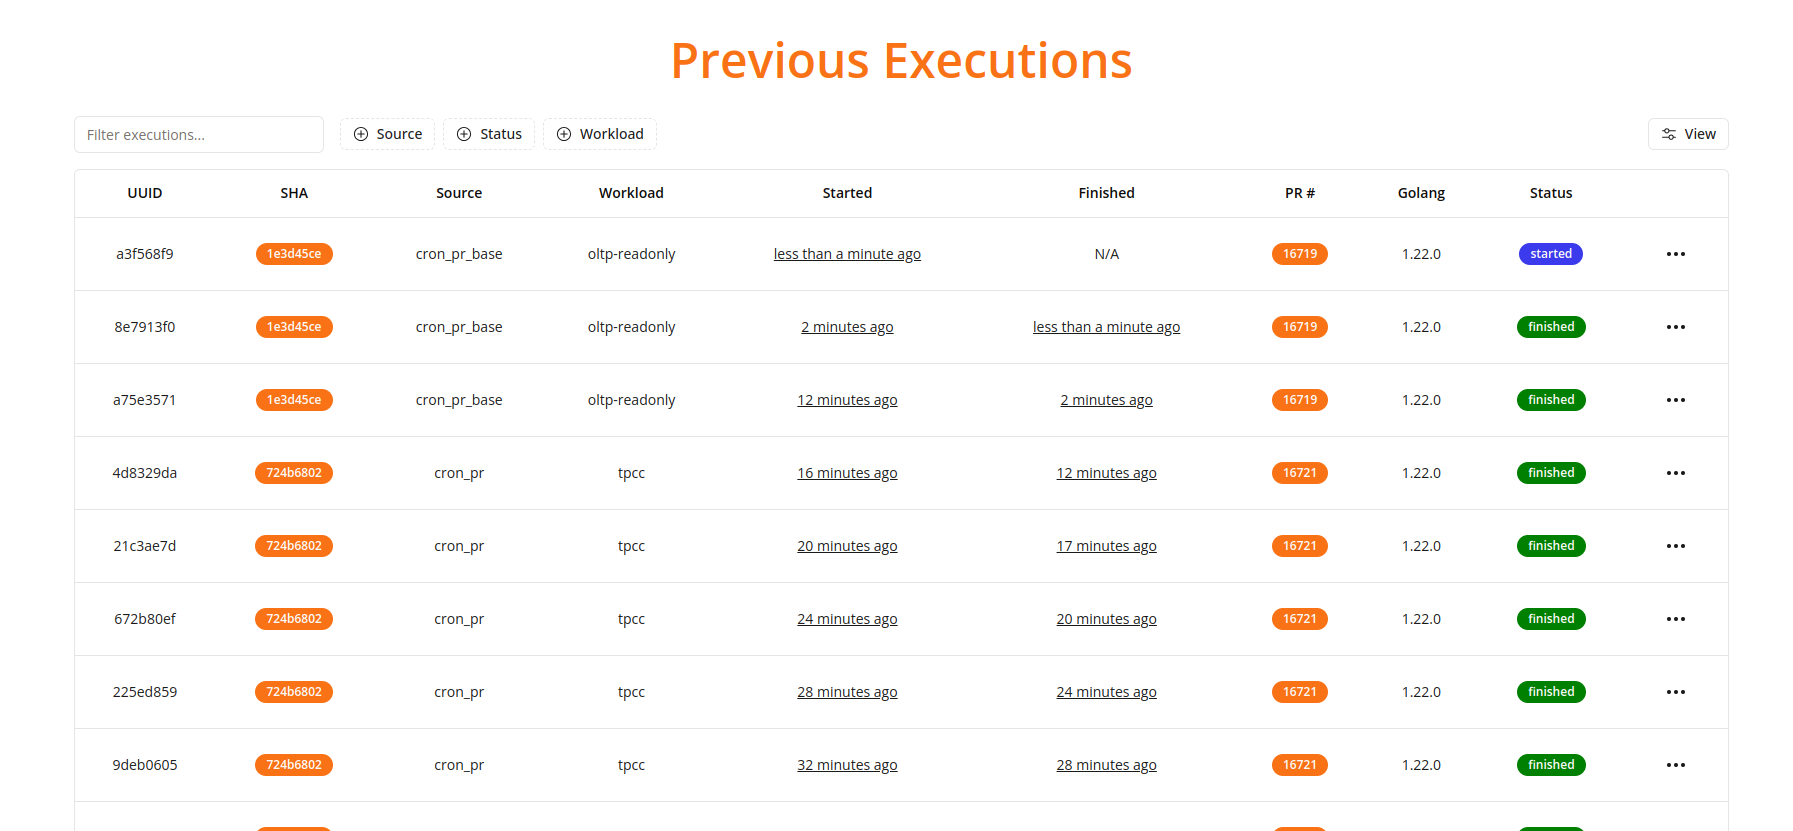 Previous Executions
Filter executions... Source Status Workload View
UUID SHA Source Workload Started Finished PR # Golang Status
a3f568f9 1e3d45ce cron_pr_base oltp-readonly less than a minute ago N/A 16719 1.22.0 started
8e7913f0 1e3d45ce cron_pr_base oltp-readonly 2 minutes ago less than a minute ago 16719 1.22.0 finished
a75e3571 1e3d45ce cron_pr_base oltp-readonly 12 minutes ago 2 minutes ago 16719 1.22.0 finished
4d8329da 724b6802 cron_pr tpcc 16 minutes ago 12 minutes ago 16721 1.22.0 finished
21c3ae7d 724b6802 cron_pr tpcc 20 minutes ago 17 minutes ago 16721 1.22.0 finished
672b80ef 724b6802 cron_pr tpcc 24 minutes ago 20 minutes ago 16721 1.22.0 finished
225ed859 724b6802 cron_pr tpcc 28 minutes ago 24 minutes ago 16721 1.22.0 finished
9deb0605 724b6802 cron_pr tpcc 32 minutes ago 28 minutes ago 16721 1.22.0 finished